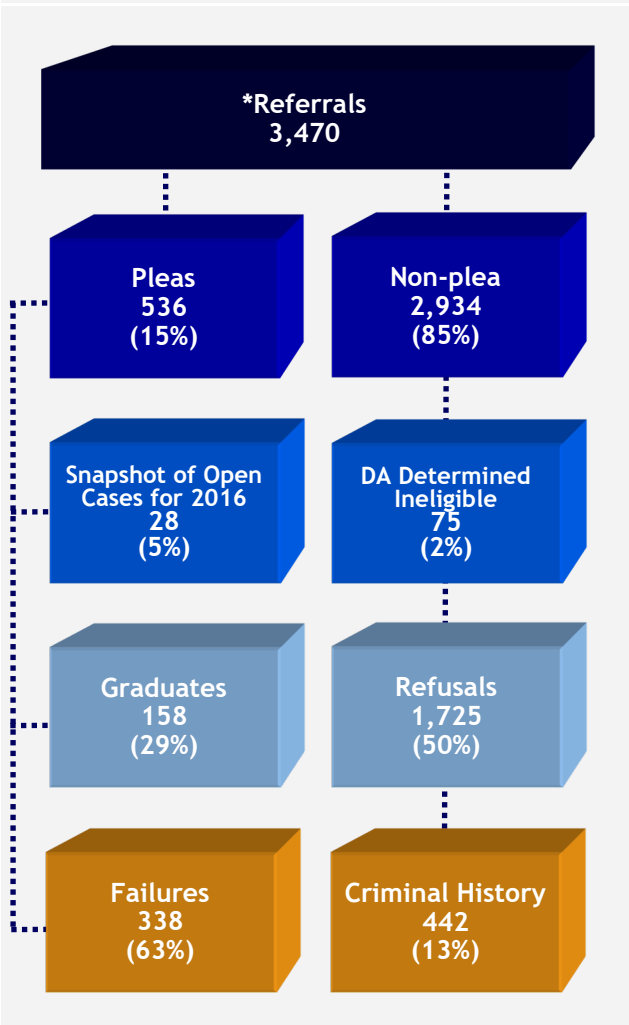 *Referrals
3,470
Pleas
536
(15%)
Non-plea
2,934
(85%)
Snapshot of Open
Cases for 2016
28
(5%)
DA Determined
Ineligible
75
(2%)
Graduates
158
(29%)
Refusals
1,725
(50%)
Failures
338
(63%)
Criminal History
442
(13%)